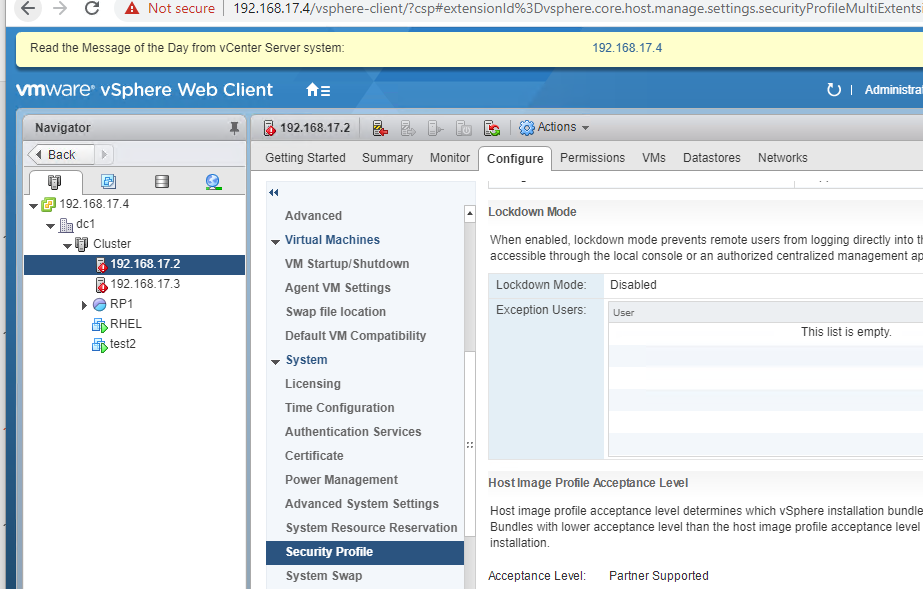 Not secure
192.168.17.4/vsphere-client/?csp#extensionId%3Dvsphere.core.host.manage.settings.securityProfileMultiExtents
Read the Message of the Day from vCenter Server system:
192.168.17.4
vmware® vSphere Web Client
Administra
Navigator
Back
192.168.17.4
dc1
Cluster
192.168.17.2
192.168.17.3
RP1
RHEL
test2
192.168.17.2
Actions
Getting Started
Summary
Monitor
Configure
Permissions
VMs
Datastores
Networks
Advanced
Virtual Machines
VM Startup/Shutdown
Agent VM Settings
Swap file location
Default VM Compatibility
System
Licensing
Time Configuration
Authentication Services
Certificate
Power Management
Advanced System Settings
System Resource Reservation
Security Profile
System Swap
Lockdown Mode
When enabled, lockdown mode prevents remote users from logging directly into th
accessible through the local console or an authorized centralized management ap
Lockdown Mode: Disabled
Exception Users:
User
This list is empty.
Host Image Profile Acceptance Level
Host image profile acceptance level determines which vSphere installation bundle
Bundles with lower acceptance level than the host image profile acceptance level
installation.
Acceptance Level: Partner Supported